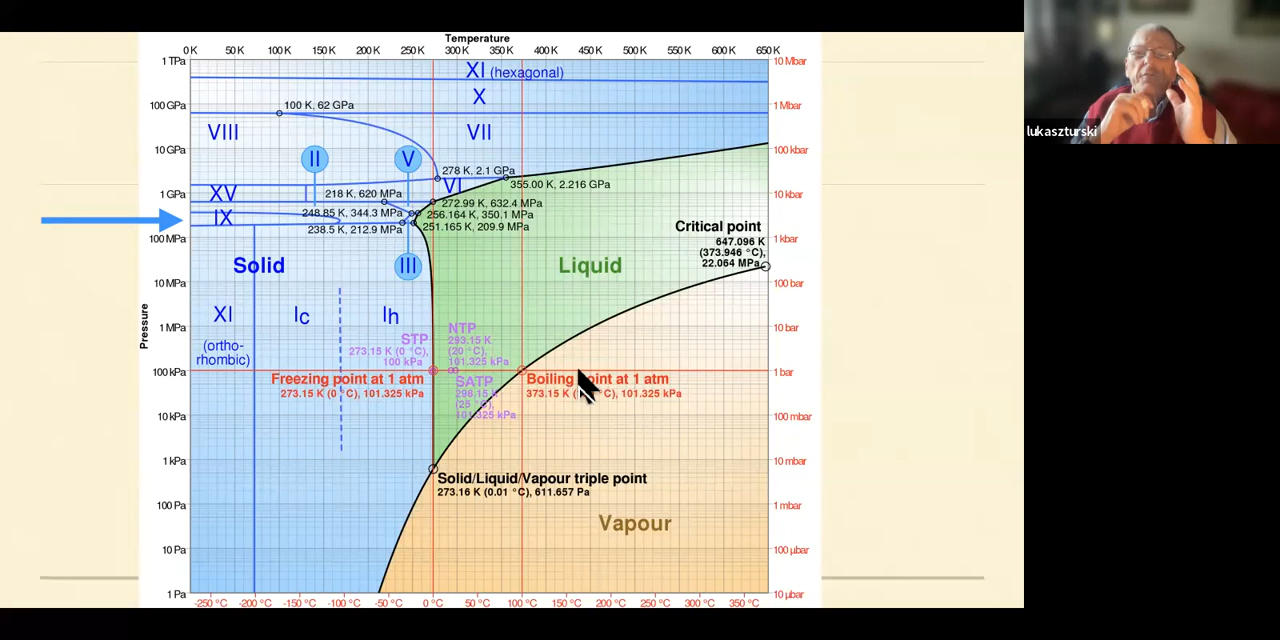 Temperature
0 K 50 K 100 K 150 K 200 K 250 K 300 K 350 K 400 K 450 K 500 K 550 K 600 K 650 K
1 TPa
100 GPa
10 GPa
1 GPa
100 MPa
10 MPa
1 MPa
100 kPa
10 kPa
1 kPa
100 Pa
10 Pa
1 Pa
Pressure
10 Mbar
1 Mbar
100 kbar
10 kbar
1 kbar
100 bar
10 bar
1 bar
100 mbar
10 mbar
1 mbar
100 µbar
10 µbar
XI (hexagonal)
X
100 K, 62 GPa
VIII
VII
II
V
278 K, 2.1 GPa
VI
355.00 K, 2.216 GPa
XV
218 K, 620 MPa
272.99 K, 632.4 MPa
IX
248.85 K, 344.3 MPa
256.164 K, 350.1 MPa
238.5 K, 212.9 MPa
251.165 K, 209.9 MPa
Critical point
647.096 K
(373.946 °C),
22.064 MPa
Solid
III
Liquid
XI
(ortho-
rhombic)
Ic
Ih
STP
273.15 K (0 °C),
100 kPa
NTP
293.15 K
(20 °C),
101.325 kPa
Freezing point at 1 atm
273.15 K (0 °C), 101.325 kPa
SATP
298.15 K
(25 °C),
101.325 kPa
Boiling point at 1 atm
373.15 K °C), 101.325 kPa
Solid/Liquid/Vapour triple point
273.16 K (0.01 °C), 611.657 Pa
Vapour
-250 °C -200 °C -150 °C -100 °C -50 °C 0 °C 50 °C 100 °C 150 °C 200 °C 250 °C 300 °C 350 °C
lukaszturski